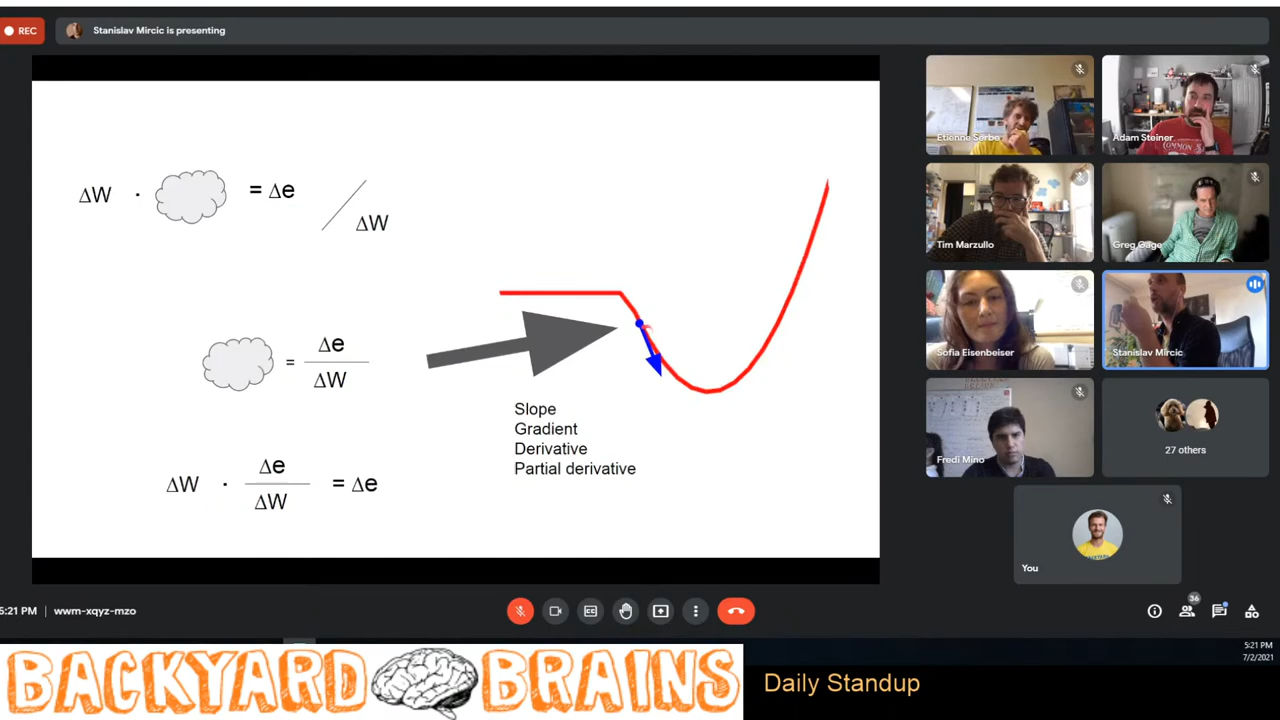 REC
Stanislav Mircic is presenting
ΔW · = Δe
ΔW
= Δe
ΔW
ΔW · Δe = Δe
ΔW
Slope
Gradient
Derivative
Partial derivative
Etienne Serbe
Adam Steiner
Tim Marzullo
Greg Gage
Sofia Eisenbeiser
Stanislav Mircic
Fredi Mino
27 others
You
5:21 PM | wwm-xqyz-mzo
CC
36
5:21 PM
7/2/2021
BACKYARD BRAINS
Daily Standup